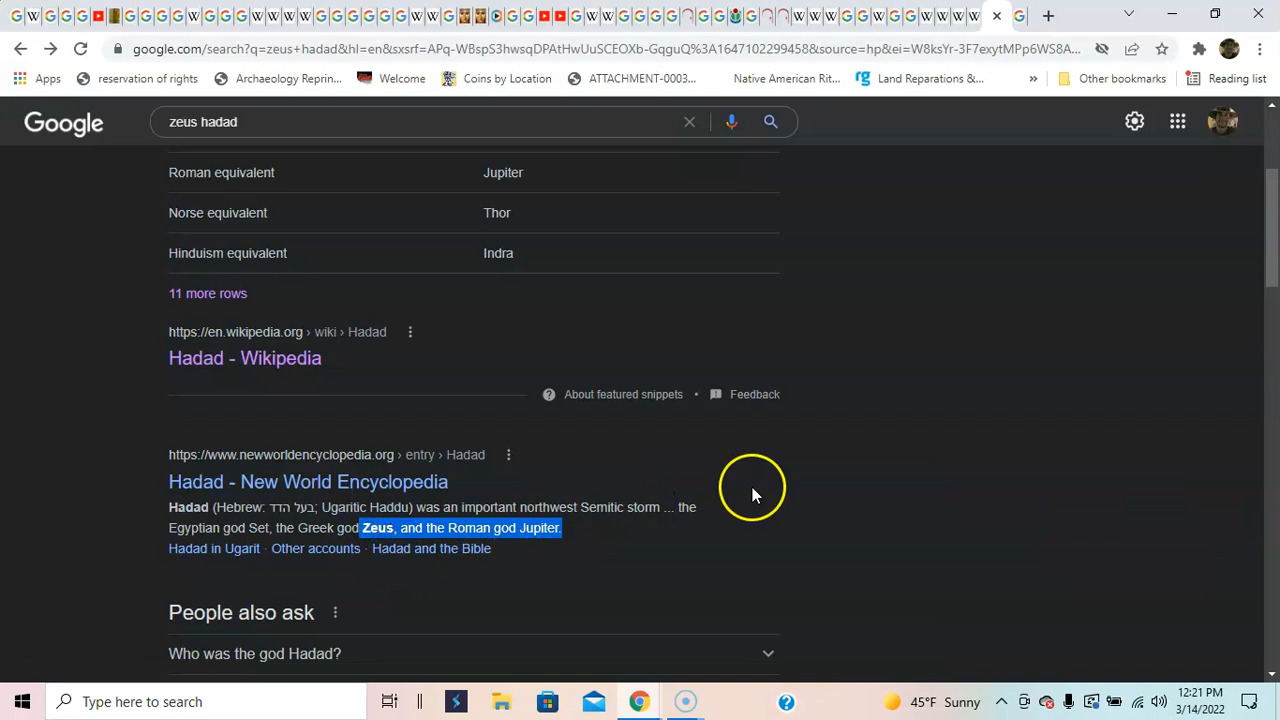 google.com/search?q=zeus+hadad&hl=en&sxsrf=APq-WBspS3hwsqDPAtHwUuSCEOXb-GqguQ%3A1647102299458&source=hp&ei=W8ksYr-3F7exytMPp6WS8A...
Apps reservation of rights Archaeology Reprin... Welcome Coins by Location ATTACHMENT-0003... Native American Rit... Land Reparations &... » Other bookmarks Reading list
Google zeus hadad
Roman equivalent Jupiter
Norse equivalent Thor
Hinduism equivalent Indra
11 more rows
https://en.wikipedia.org › wiki › Hadad
Hadad - Wikipedia
About featured snippets • Feedback
https://www.newworldencyclopedia.org › entry › Hadad
Hadad - New World Encyclopedia
Hadad (Hebrew: בעל הדד; Ugaritic Haddu) was an important northwest Semitic storm ... the
Egyptian god Set, the Greek god Zeus, and the Roman god Jupiter.
Hadad in Ugarit · Other accounts · Hadad and the Bible
People also ask
Who was the god Hadad?
Type here to search 45°F Sunny 12:21 PM
3/14/2022